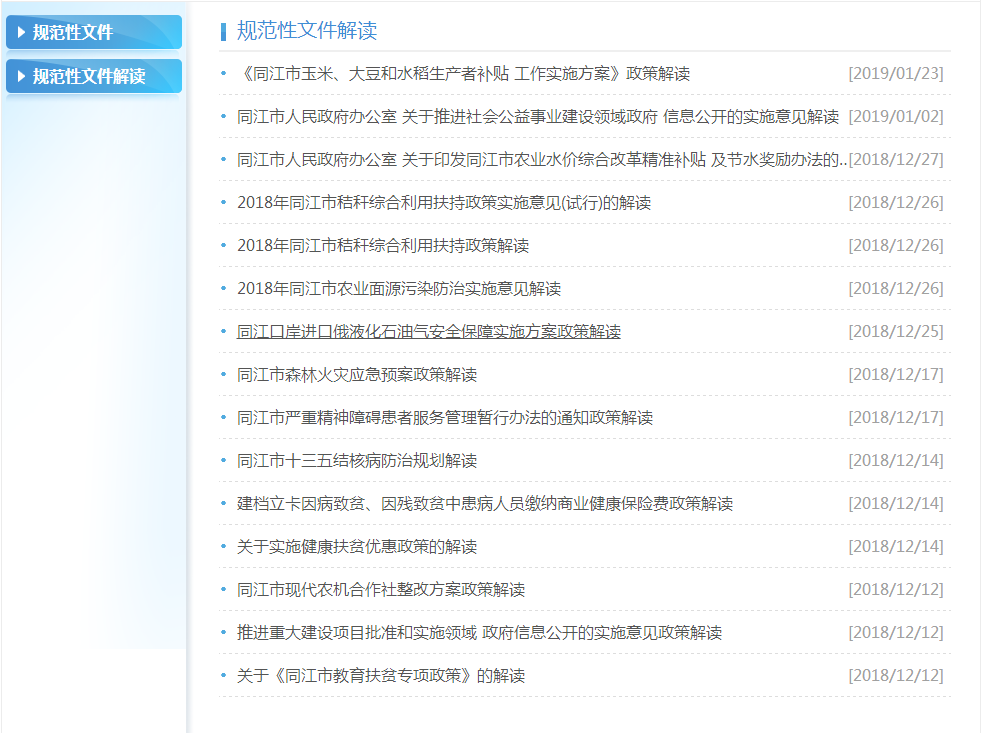 规范性文件
规范性文件解读
规范性文件解读
《同江市玉米、大豆和水稻生产者补贴 工作实施方案》政策解读 [2019/01/23]
同江市人民政府办公室 关于推进社会公益事业建设领域政府 信息公开的实施意见解读 [2019/01/02]
同江市人民政府办公室 关于印发同江市农业水价综合改革精准补贴 及节水奖励办法的.. [2018/12/27]
2018年同江市秸秆综合利用扶持政策实施意见(试行)的解读 [2018/12/26]
2018年同江市秸秆综合利用扶持政策解读 [2018/12/26]
2018年同江市农业面源污染防治实施意见解读 [2018/12/26]
同江口岸进口俄液化石油气安全保障实施方案政策解读 [2018/12/25]
同江市森林火灾应急预案政策解读 [2018/12/17]
同江市严重精神障碍患者服务管理暂行办法的通知政策解读 [2018/12/17]
同江市十三五结核病防治规划解读 [2018/12/14]
建档立卡因病致贫、因残致贫中患病人员缴纳商业健康保险费政策解读 [2018/12/14]
关于实施健康扶贫优惠政策的解读 [2018/12/14]
同江市现代农机合作社整改方案政策解读 [2018/12/12]
推进重大建设项目批准和实施领域 政府信息公开的实施意见政策解读 [2018/12/12]
关于《同江市教育扶贫专项政策》的解读 [2018/12/12]